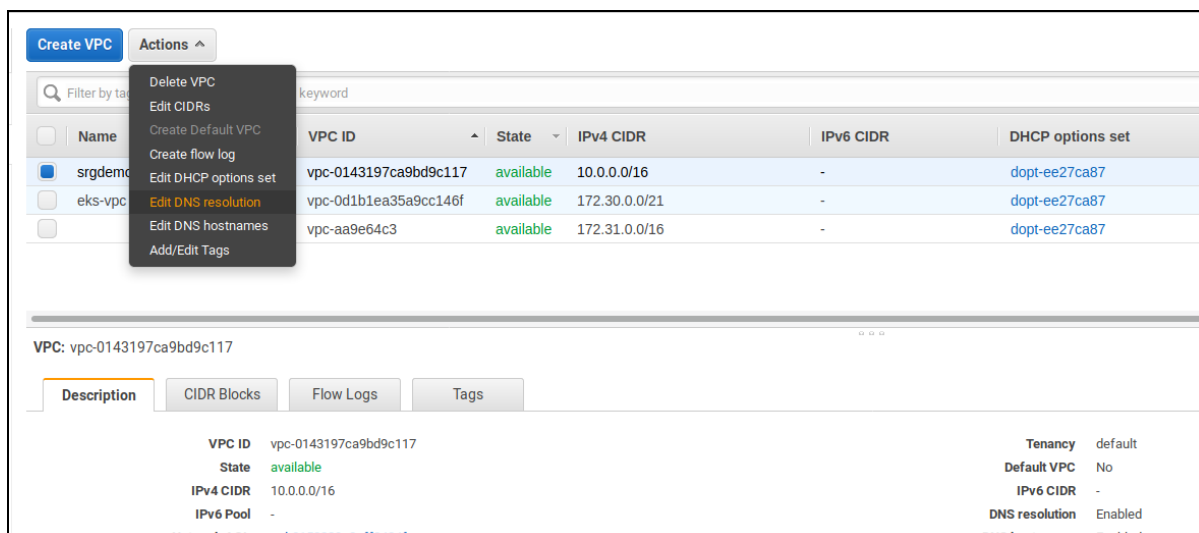 Create VPC Actions
Filter by tag keyword
Delete VPC
Edit CIDRs
Create Default VPC
Create flow log
Edit DHCP options set
Edit DNS resolution
Edit DNS hostnames
Add/Edit Tags
Name VPC ID State IPv4 CIDR IPv6 CIDR DHCP options set
srgdemo vpc-0143197ca9bd9c117 available 10.0.0.0/16 - dopt-ee27ca87
eks-vpc vpc-0d1b1ea35a9cc146f available 172.30.0.0/21 - dopt-ee27ca87
vpc-aa9e64c3 available 172.31.0.0/16 - dopt-ee27ca87
VPC: vpc-0143197ca9bd9c117
Description CIDR Blocks Flow Logs Tags
VPC ID vpc-0143197ca9bd9c117 Tenancy default
State available Default VPC No
IPv4 CIDR 10.0.0.0/16 IPv6 CIDR -
IPv6 Pool - DNS resolution Enabled